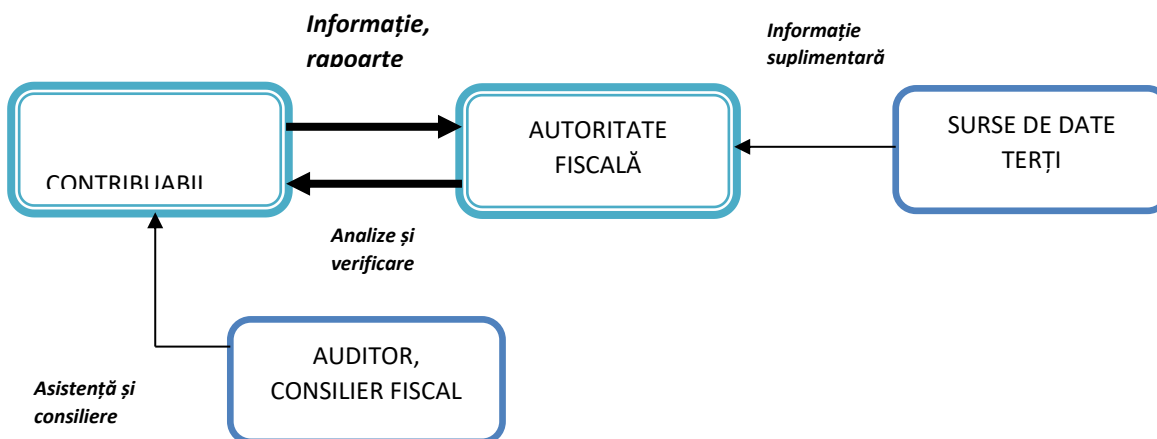 Informație,
rapoarte
Informație
suplimentară
CONTRIBUABIL
AUTORITATE
FISCALĂ
SURSE DE DATE
TERȚI
Analize și
verificare
AUDITOR,
CONSILIER FISCAL
Asistență și
consiliere